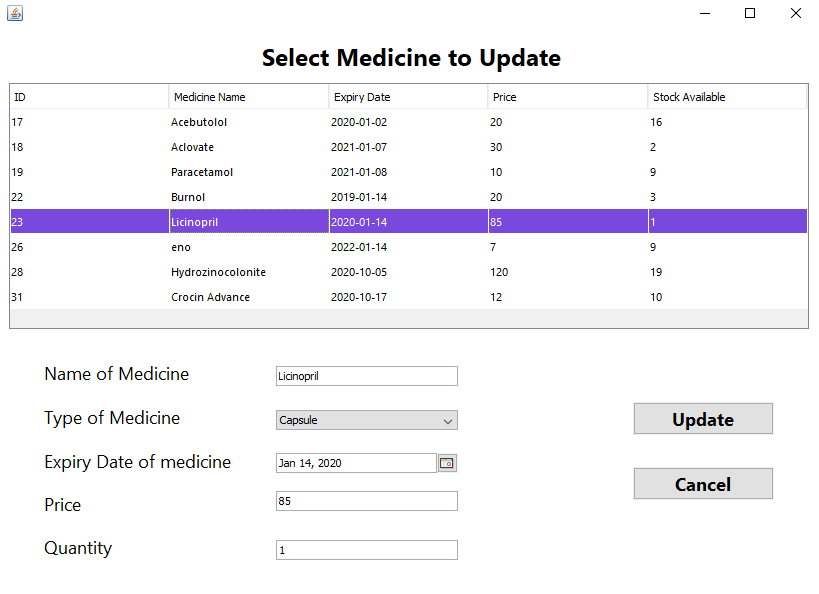 Select Medicine to Update
ID Medicine Name Expiry Date Price Stock Available
17 Acebutolol 2020-01-02 20 16
18 Aclovate 2021-01-07 30 2
19 Paracetamol 2021-01-08 10 9
22 Burnol 2019-01-14 20 3
23 Licinopril 2020-01-14 85 1
26 eno 2022-01-14 7 9
28 Hydrozinocolonite 2020-10-05 120 19
31 Crocin Advance 2020-10-17 12 10
Name of Medicine Licinopril
Type of Medicine Capsule
Update
Expiry Date of medicine Jan 14, 2020
Cancel
Price 85
Quantity 1